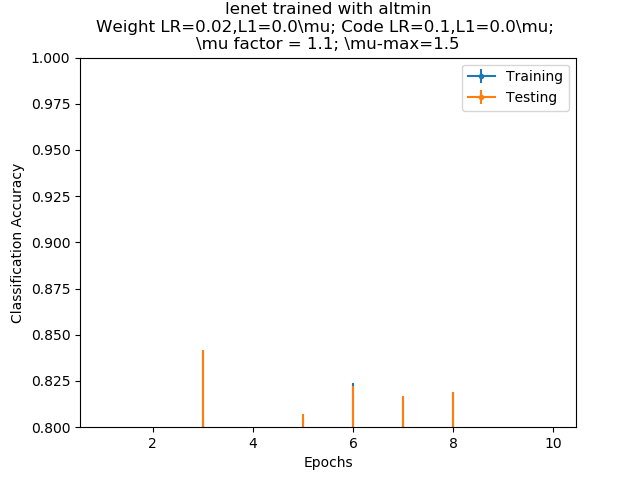 lenet trained with altmin
Weight LR=0.02,L1=0.0\mu; Code LR=0.1,L1=0.0\mu;
\mu factor = 1.1; \mu-max=1.5
Training
Testing
Classification Accuracy
1.000
0.975
0.950
0.925
0.900
0.875
0.850
0.825
0.800
2 4 6 8 10
Epochs